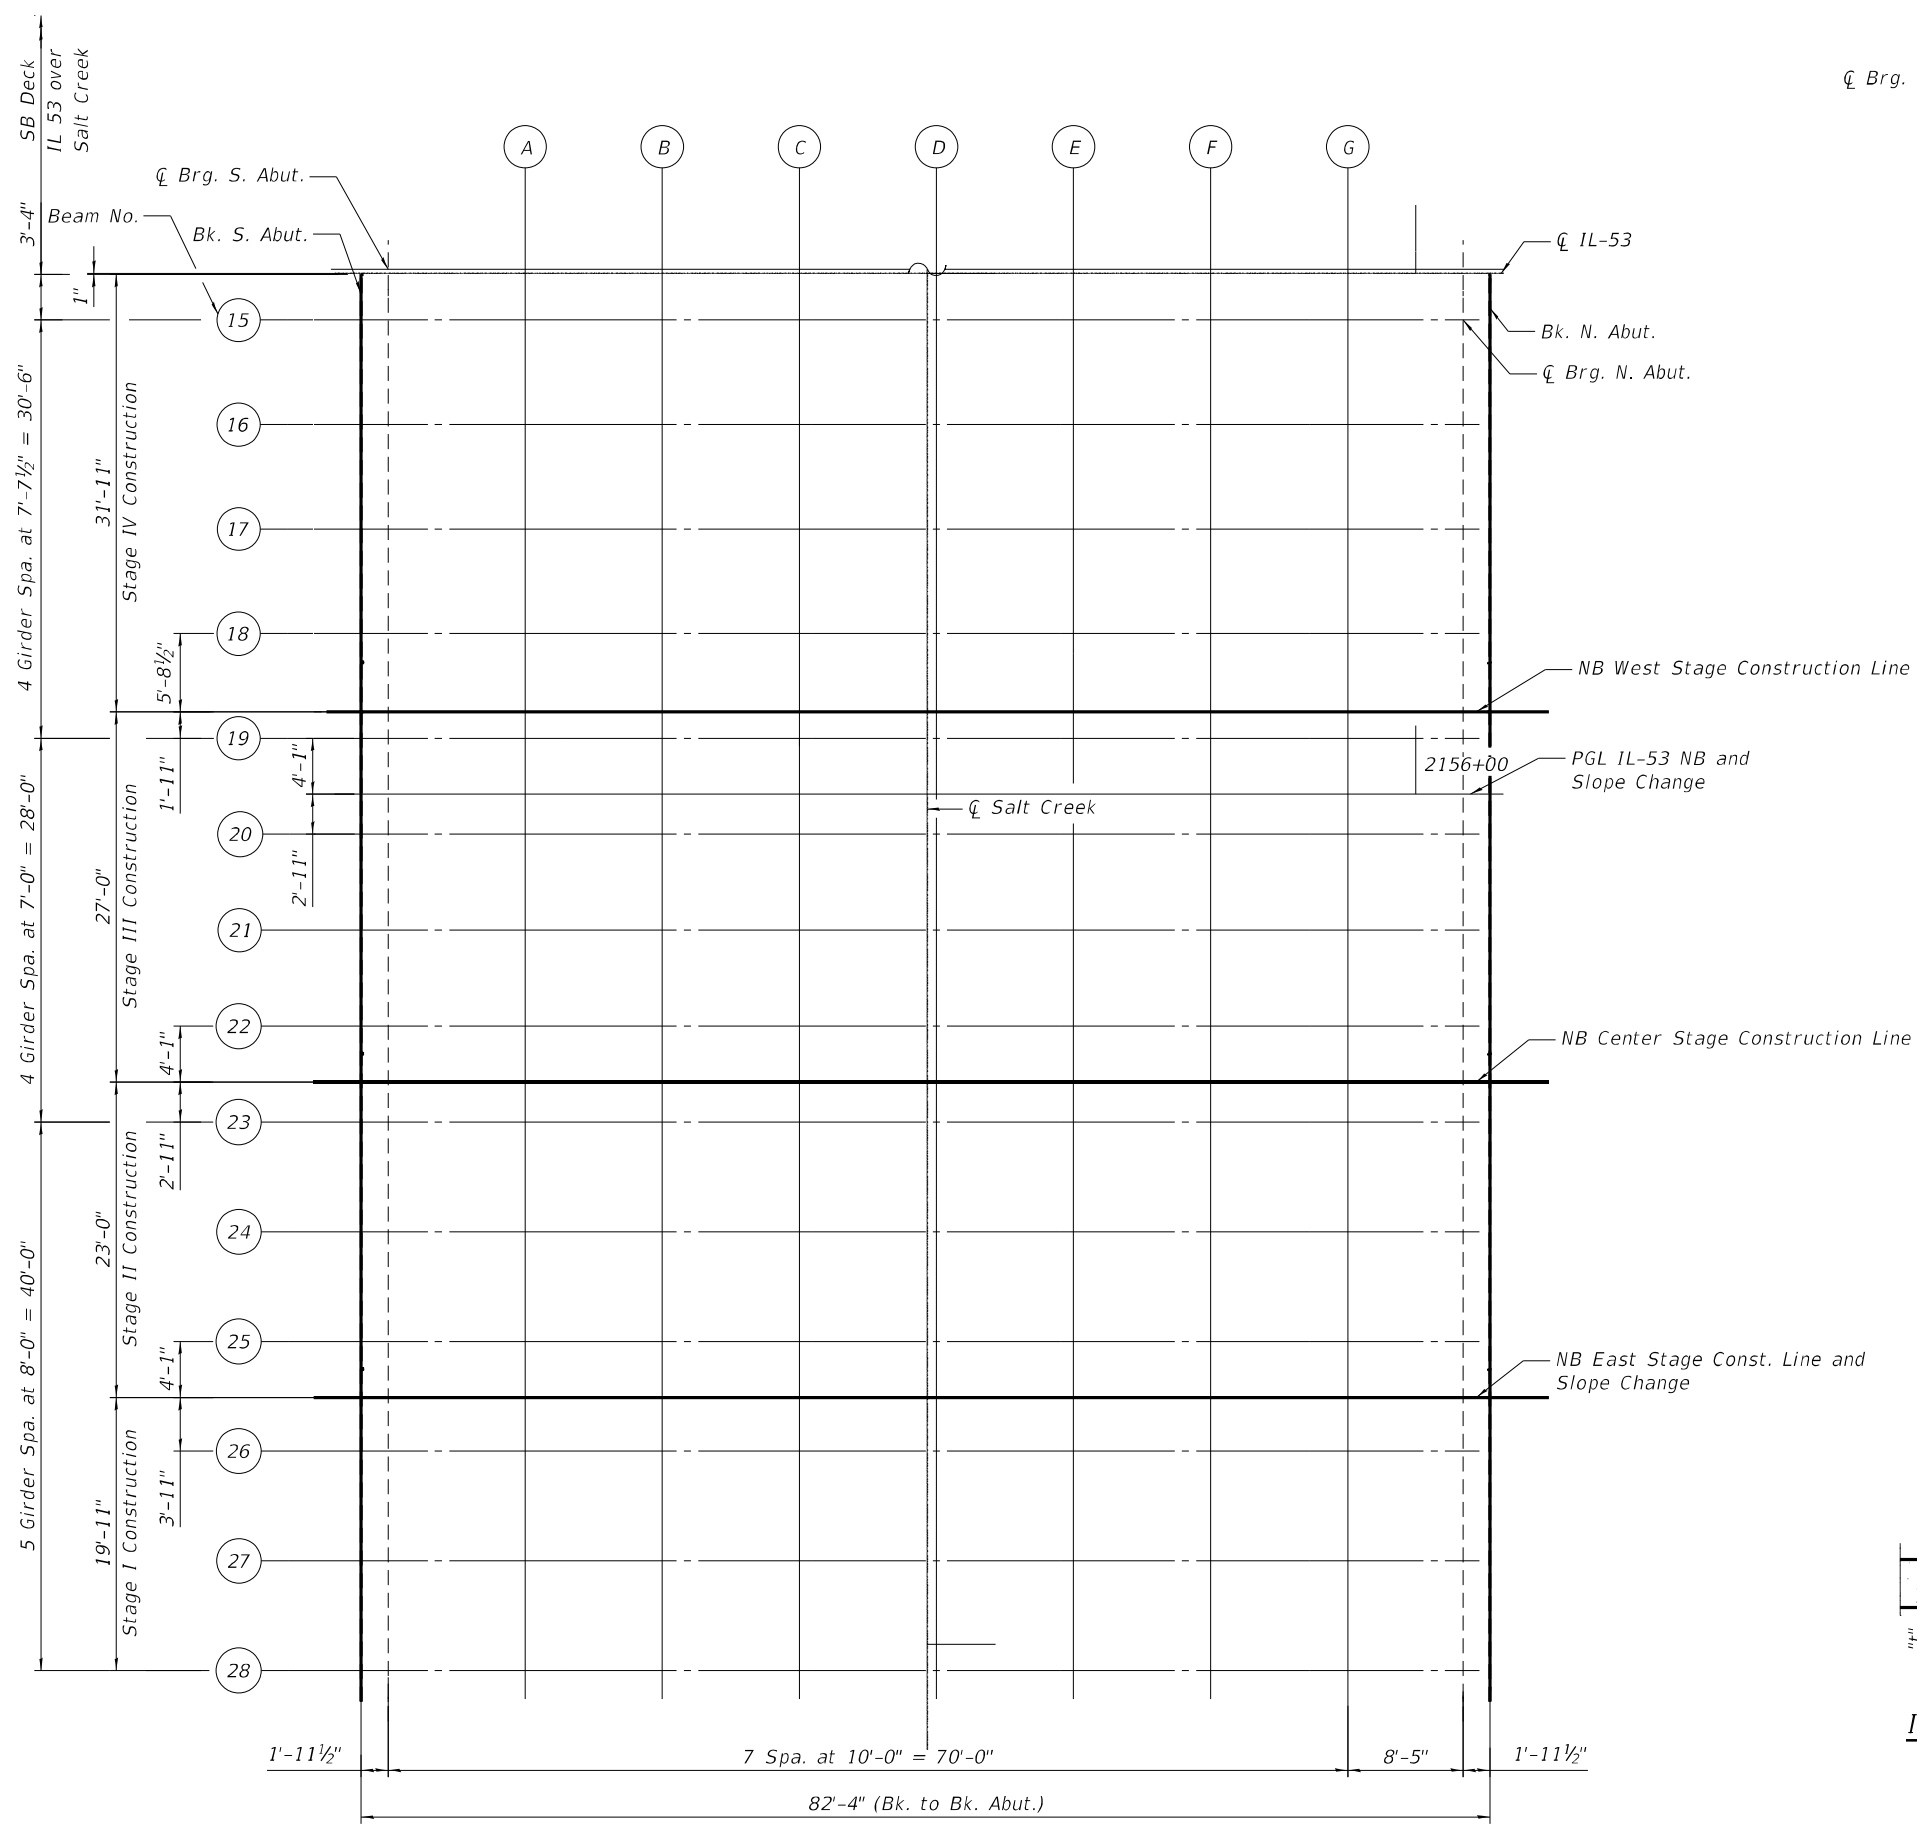 SB Deck
IL 53 over
Salt Creek
℄ Brg.
A B C D E F G
℄ Brg. S. Abut.
3'-4"
Beam No.
Bk. S. Abut.
℄ IL-53
1"
15
Bk. N. Abut.
℄ Brg. N. Abut.
4 Girder Spa. at 7'-7½" = 30'-6"
31'-11"
Stage IV Construction
16
17
18
5'-8½"
NB West Stage Construction Line
19
1'-11"
4'-1"
2156+00
PGL IL-53 NB and
Slope Change
℄ Salt Creek
20
2'-11"
4 Girder Spa. at 7'-0" = 28'-0"
27'-0"
Stage III Construction
21
22
4'-1"
NB Center Stage Construction Line
23
2'-11"
5 Girder Spa. at 8'-0" = 40'-0"
23'-0"
Stage II Construction
24
25
4'-1"
NB East Stage Const. Line and
Slope Change
26
3'-11"
19'-11"
Stage I Construction
27
28
"t"
1'-11½"
7 Spa. at 10'-0" = 70'-0"
8'-5"
1'-11½"
82'-4" (Bk. to Bk. Abut.)